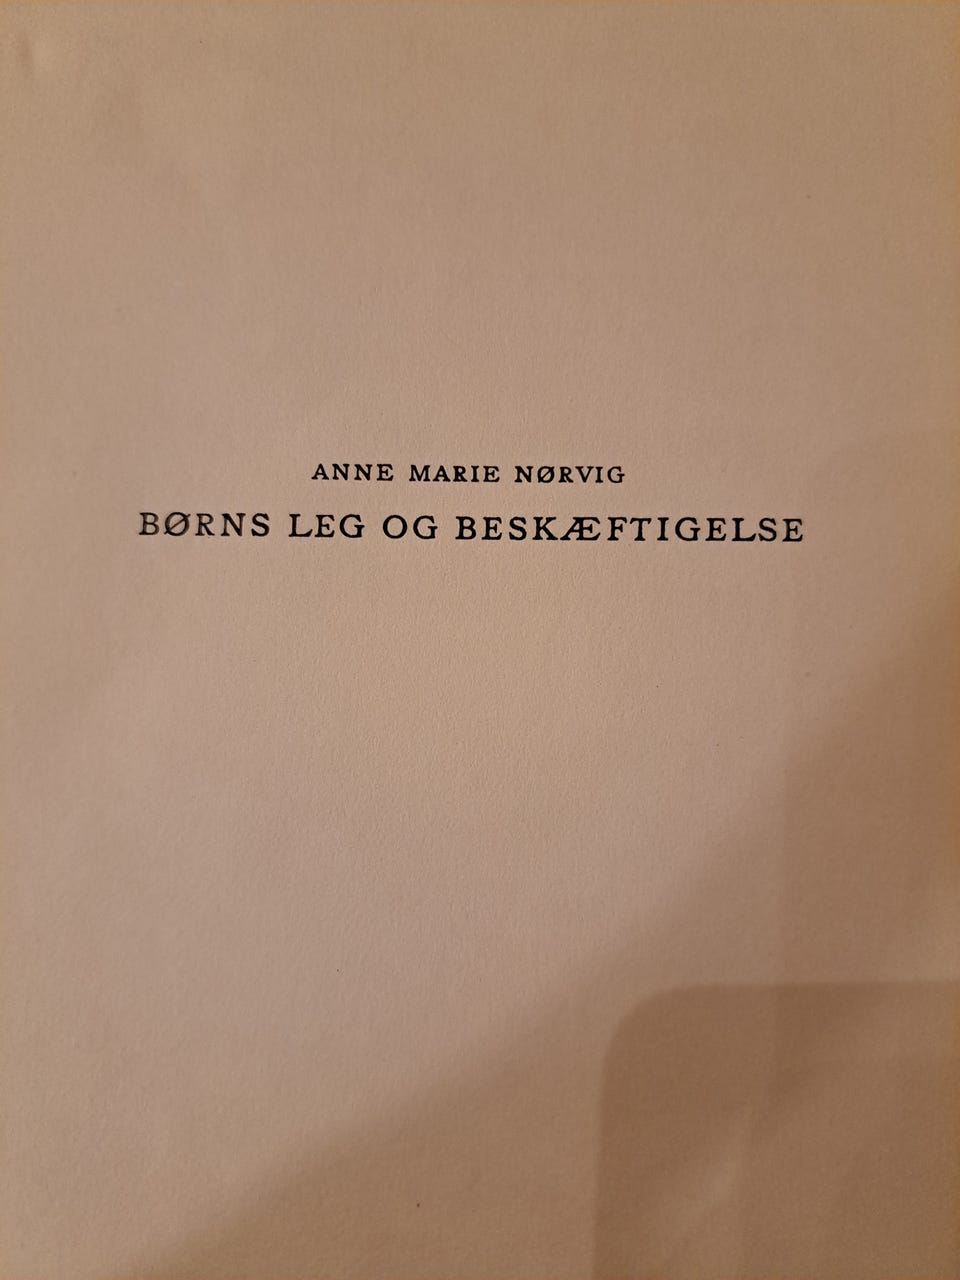 ANNE MARIE NØRVIG
BØRNS LEG OG BESKÆFTIGELSE